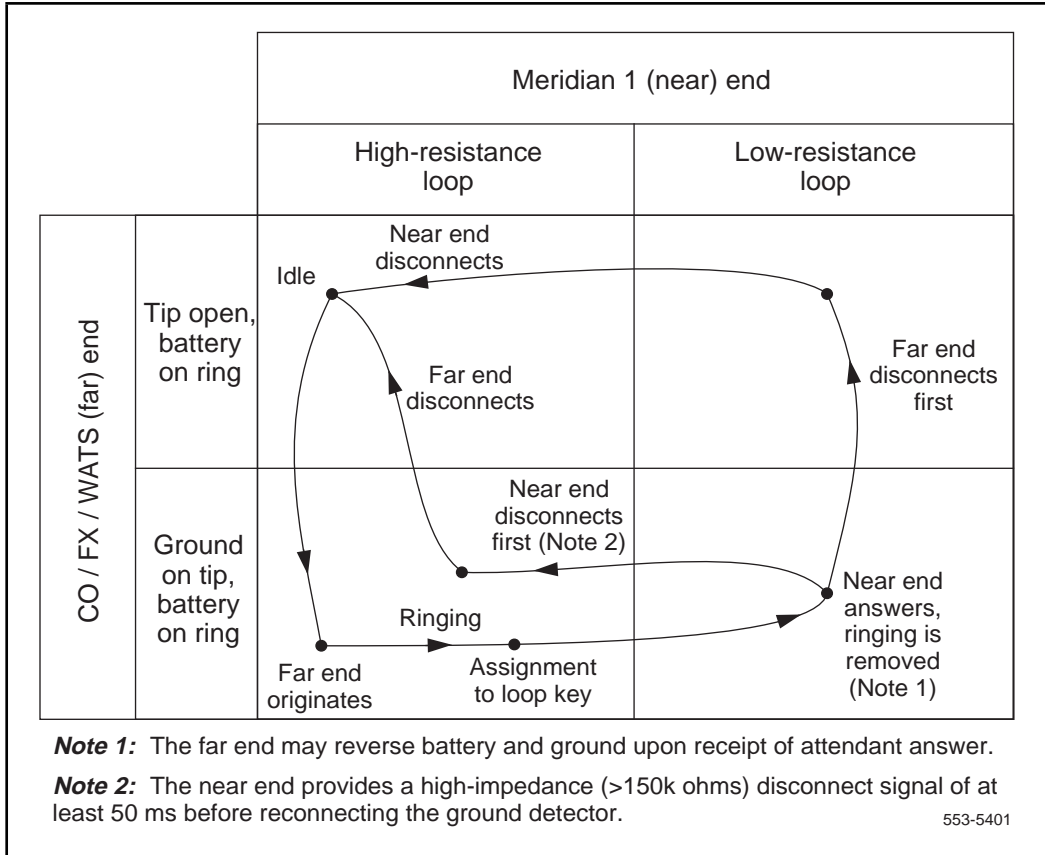 Meridian 1 (near) end
High-resistance
loop
Low-resistance
loop
CO / FX / WATS (far) end
Tip open,
battery
on ring
Idle
Near end
disconnects
Far end
disconnects
Far end
disconnects
first
Ground
on tip,
battery
on ring
Near end
disconnects
first (Note 2)
Ringing
Far end
originates
Assignment
to loop key
Near end
answers,
ringing is
removed
(Note 1)
Note 1: The far end may reverse battery and ground upon receipt of attendant answer.
Note 2: The near end provides a high-impedance (>150k ohms) disconnect signal of at
least 50 ms before reconnecting the ground detector.
553-5401